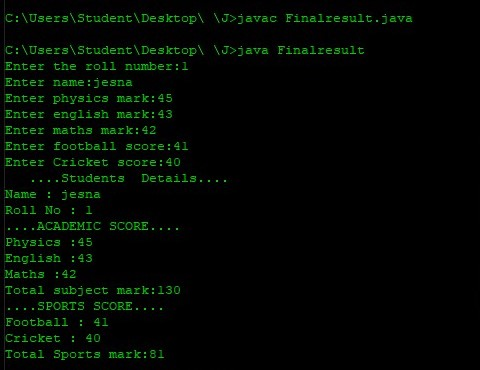 C:\Users\Student\Desktop\ \J>javac Finalresult.java
C:\Users\Student\Desktop\ \J>java Finalresult
Enter the roll number:1
Enter name:jesna
Enter physics mark:45
Enter english mark:43
Enter maths mark:42
Enter football score:41
Enter Cricket score:40
   ....Students  Details....
Name : jesna
Roll No : 1
....ACADEMIC SCORE....
Physics :45
English :43
Maths :42
Total subject mark:130
....SPORTS SCORE....
Football : 41
Cricket : 40
Total Sports mark:81